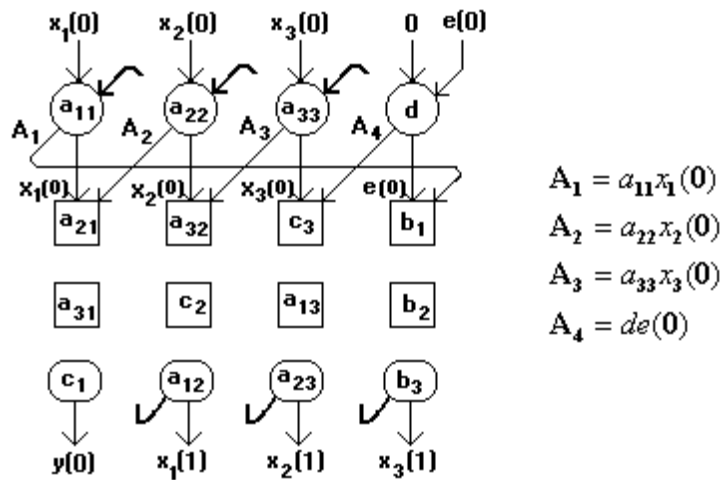 x₁(0) x₂(0) x₃(0) 0 e(0)
a₁₁ a₂₂ a₃₃ d
A₁ A₂ A₃ A₄
x₁(0) x₂(0) x₃(0) e(0)
a₂₁ a₃₂ c₃ b₁
a₃₁ c₂ a₁₃ b₂
c₁ a₁₂ a₂₃ b₃
y(0) x₁(1) x₂(1) x₃(1)
A₁ = a₁₁x₁(0)
A₂ = a₂₂x₂(0)
A₃ = a₃₃x₃(0)
A₄ = de(0)